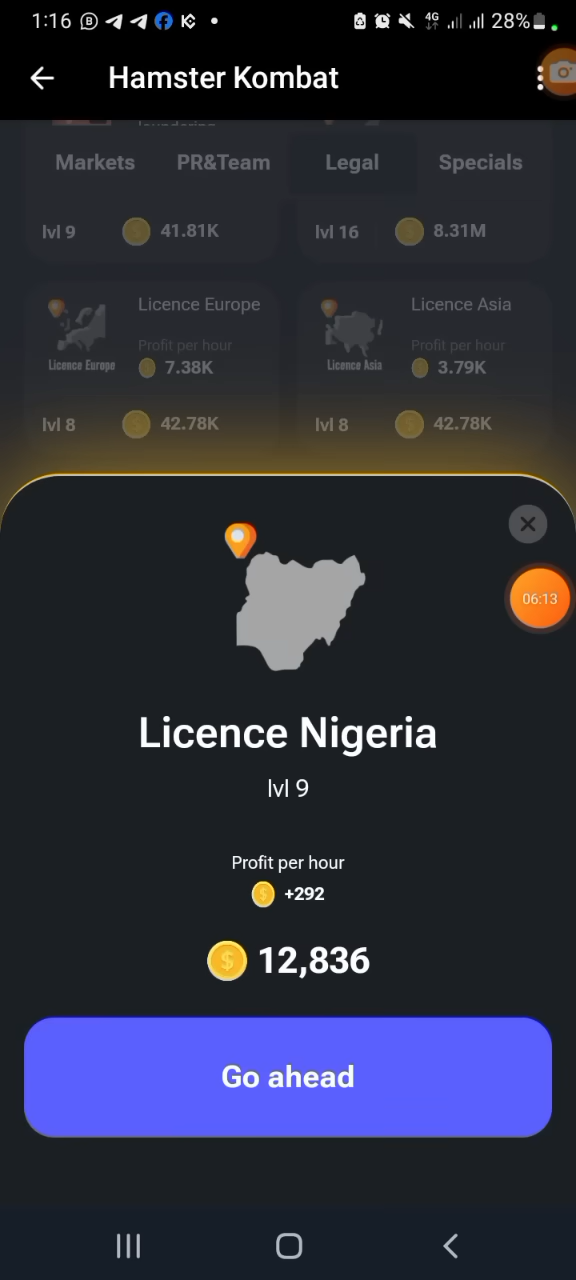 1:16
4G
28%
Hamster Kombat
Markets PR&Team Legal Specials
lvl 9 41.81K
lvl 16 8.31M
Licence Europe
Profit per hour
7.38K
Licence Europe
lvl 8 42.78K
Licence Asia
Profit per hour
3.79K
Licence Asia
lvl 8 42.78K
06:13
Licence Nigeria
lvl 9
Profit per hour
+292
12,836
Go ahead